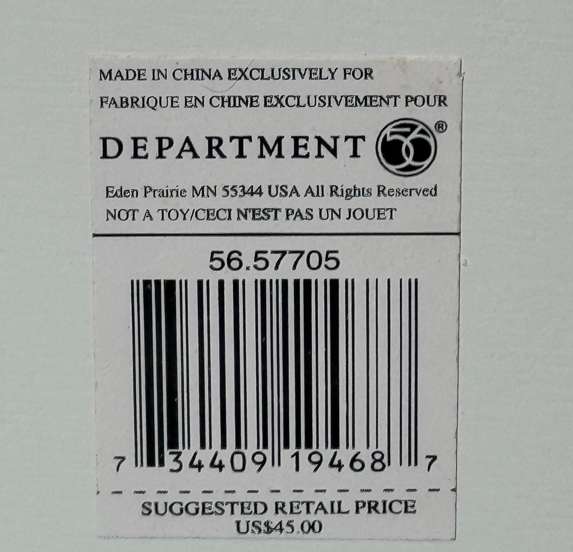 MADE IN CHINA EXCLUSIVELY FOR
FABRIQUE EN CHINE EXCLUSIVEMENT POUR
DEPARTMENT 56®
Eden Prairie MN 55344 USA All Rights Reserved
NOT A TOY/CECI N'EST PAS UN JOUET
56.57705
7 34409 19468 7
SUGGESTED RETAIL PRICE
US$45.00